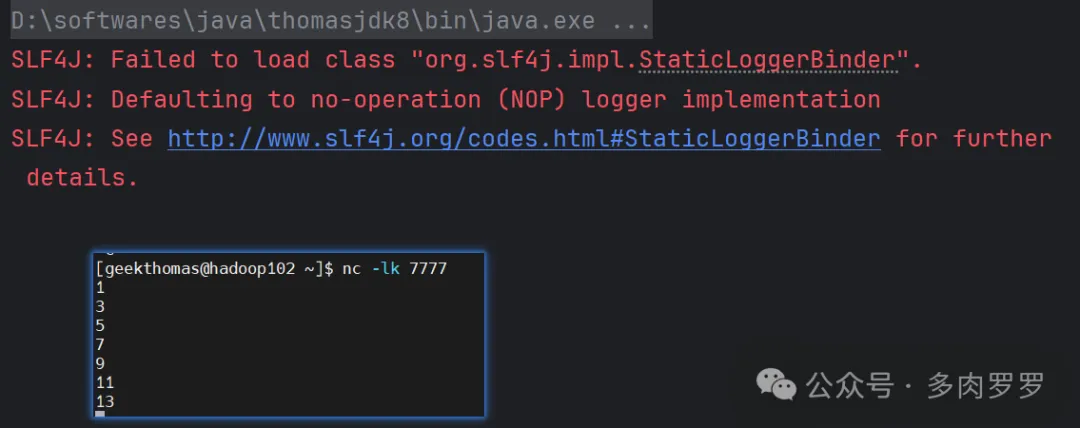 D:\softwares\java\thomasjdk8\bin\java.exe ...
SLF4J: Failed to load class "org.slf4j.impl.StaticLoggerBinder".
SLF4J: Defaulting to no-operation (NOP) logger implementation
SLF4J: See http://www.slf4j.org/codes.html#StaticLoggerBinder for further
details.
[geekthomas@hadoop102 ~]$ nc -lk 7777
1
3
5
7
9
11
13
公众号 · 多肉罗罗